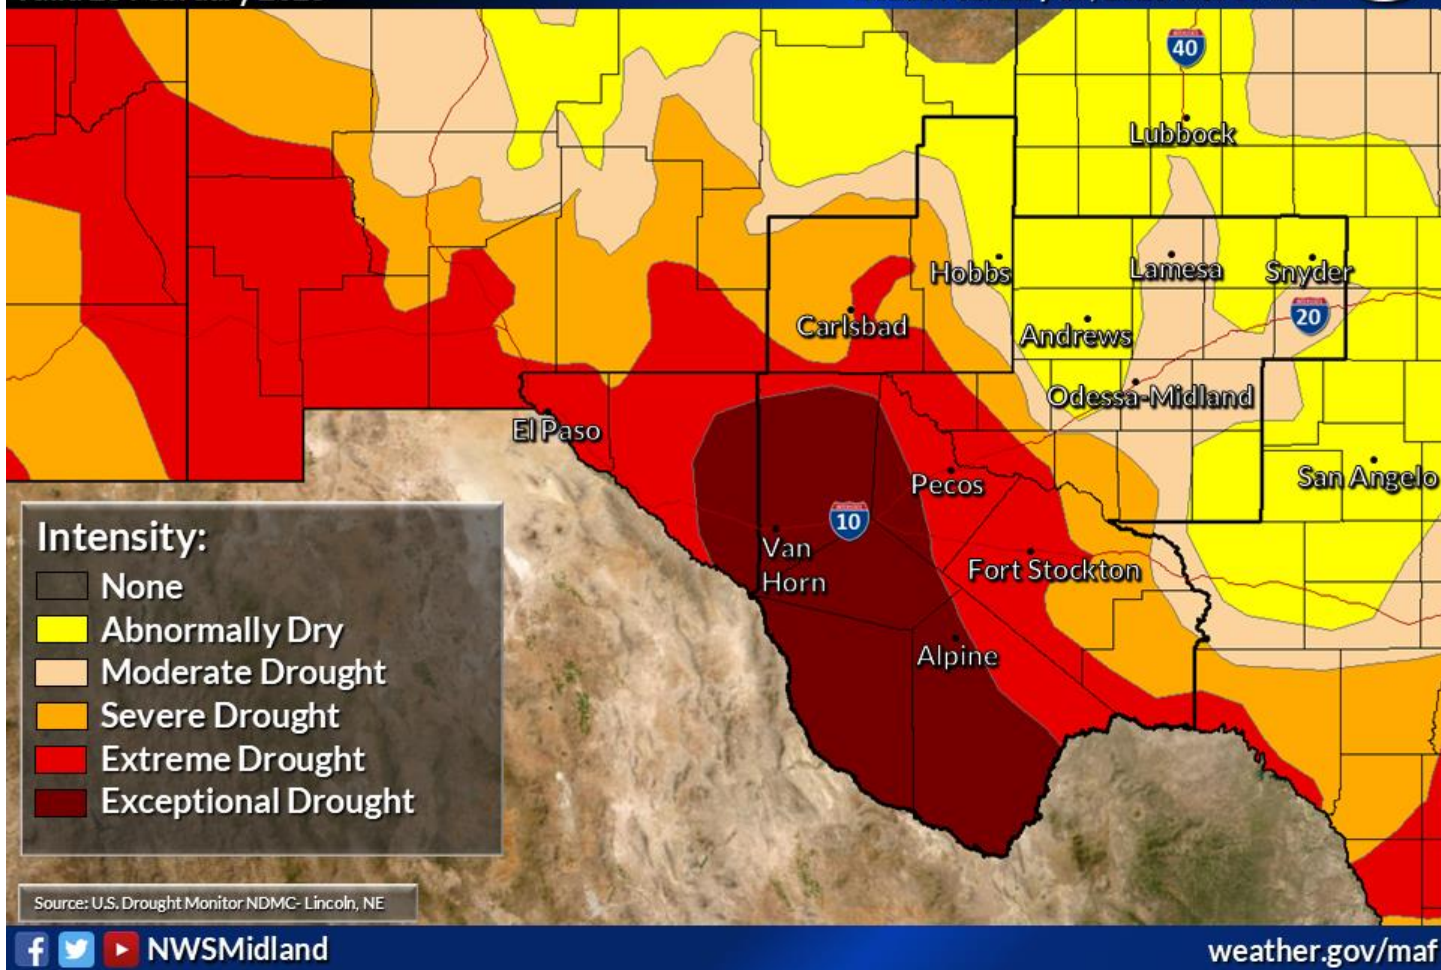 40
Lubbock
Hobbs
Lamesa
Snyder
Carlsbad
Andrews
20
Odessa-Midland
El Paso
Pecos
San Angelo
10
Van
Horn
Fort Stockton
Alpine
Intensity:
None
Abnormally Dry
Moderate Drought
Severe Drought
Extreme Drought
Exceptional Drought
Source: U.S. Drought Monitor NDMC- Lincoln, NE
NWSMidland
weather.gov/maf